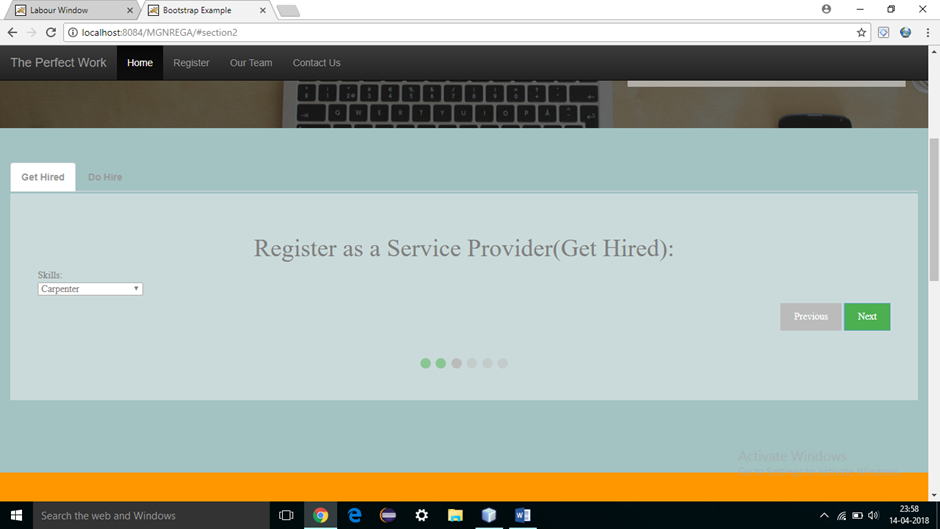 Labour Window
Bootstrap Example
localhost:8084/MGNREGA/#section2
The Perfect Work Home Register Our Team Contact Us
Get Hired Do Hire
Register as a Service Provider(Get Hired):
Skills:
Carpenter
Previous Next
Activate Windows
Search the web and Windows
23:58
14-04-2018